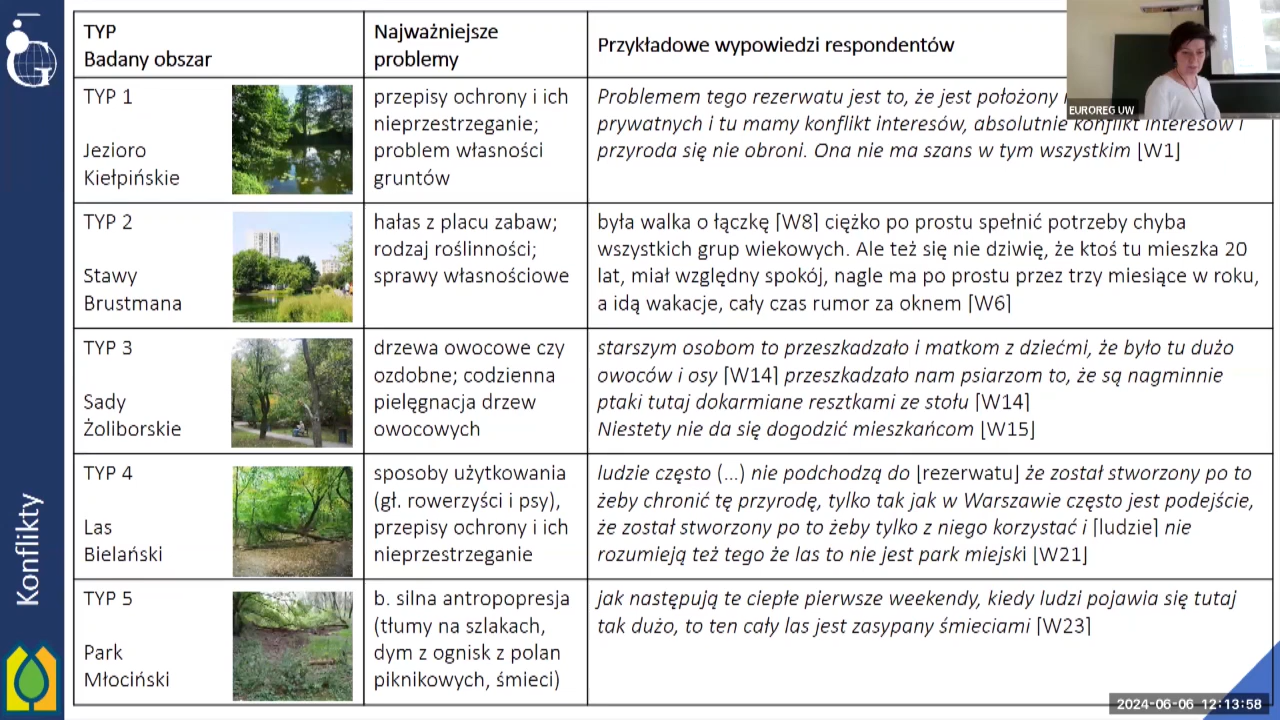 TYP
Badany obszar
Najważniejsze
problemy
Przykładowe wypowiedzi respondentów
EUROREG UW
TYP 1
Jezioro
Kiełpińskie
przepisy ochrony i ich
nieprzestrzeganie;
problem własności
gruntów
Problemem tego rezerwatu jest to, że jest położony
prywatnych i tu mamy konflikt interesów, absolutnie konflikt interesów i
przyroda się nie obroni. Ona nie ma szans w tym wszystkim [W1]
TYP 2
Stawy
Brustmana
hałas z placu zabaw;
rodzaj roślinności;
sprawy własnościowe
była walka o łączkę [W8] ciężko po prostu spełnić potrzeby chyba
wszystkich grup wiekowych. Ale też się nie dziwię, że ktoś tu mieszka 20
lat, miał względny spokój, nagle ma po prostu przez trzy miesiące w roku,
a idą wakacje, cały czas rumor za oknem [W6]
TYP 3
Sady
Żoliborskie
drzewa owocowe czy
ozdobne; codzienna
pielęgnacja drzew
owocowych
starszym osobom to przeszkadzało i matkom z dziećmi, że było tu dużo
owoców i osy [W14] przeszkadzało nam psiarzom to, że są nagminnie
ptaki tutaj dokarmiane resztkami ze stołu [W14]
Niestety nie da się dogodzić mieszkańcom [W15]
TYP 4
Las
Bielański
sposoby użytkowania
(gł. rowerzyści i psy),
przepisy ochrony i ich
nieprzestrzeganie
ludzie często (...) nie podchodzą do [rezerwatu] że został stworzony po to
żeby chronić tę przyrodę, tylko tak jak w Warszawie często jest podejście,
że został stworzony po to żeby tylko z niego korzystać i [ludzie] nie
rozumieją też tego że las to nie jest park miejski [W21]
TYP 5
Park
Młociński
b. silna antropopresja
(tłumy na szlakach,
dym z ognisk z polan
piknikowych, śmieci)
jak następują te ciepłe pierwsze weekendy, kiedy ludzi pojawia się tutaj
tak dużo, to ten cały las jest zasypany śmieciami [W23]
Konflikty
2024-06-06 12:13:58